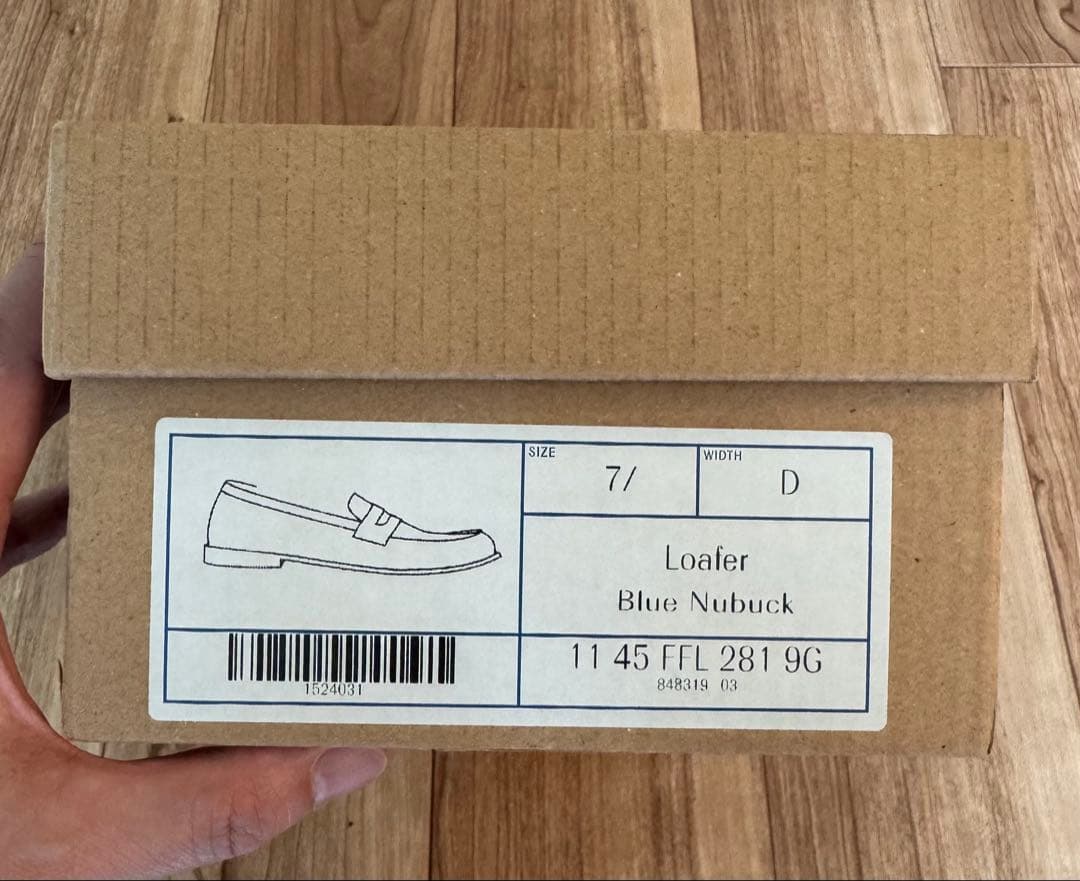 SIZE
7/
WIDTH
D
Loafer
Blue Nubuck
1524031
11 45 FFL 281 9G
848319 03